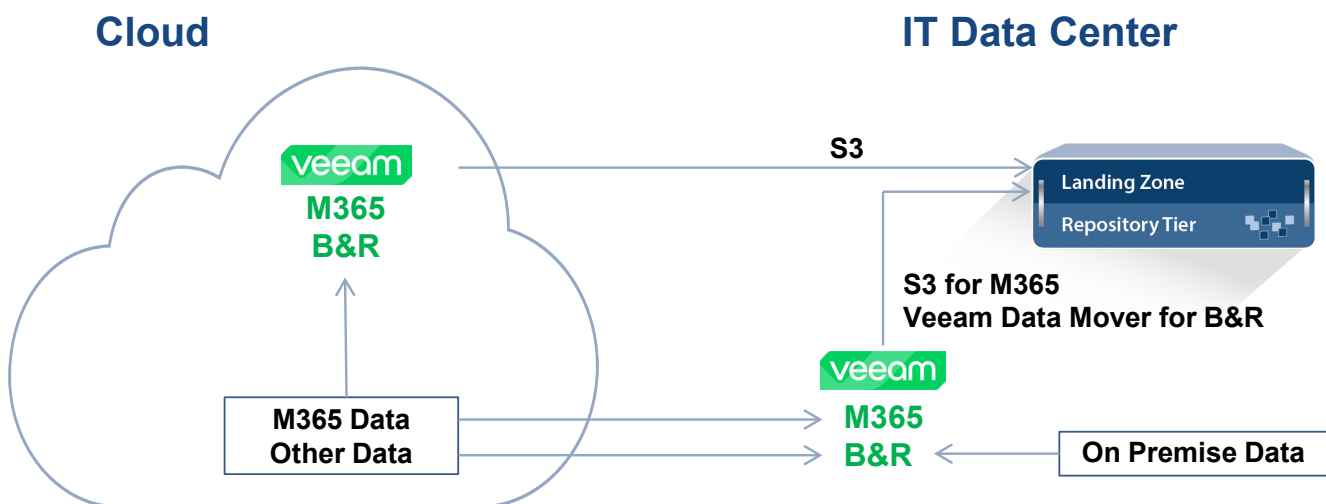 Cloud
IT Data Center
veeam
M365
B&R
S3
Landing Zone
Repository Tier
S3 for M365
Veeam Data Mover for B&R
veeam
M365
B&R
M365 Data
Other Data
On Premise Data